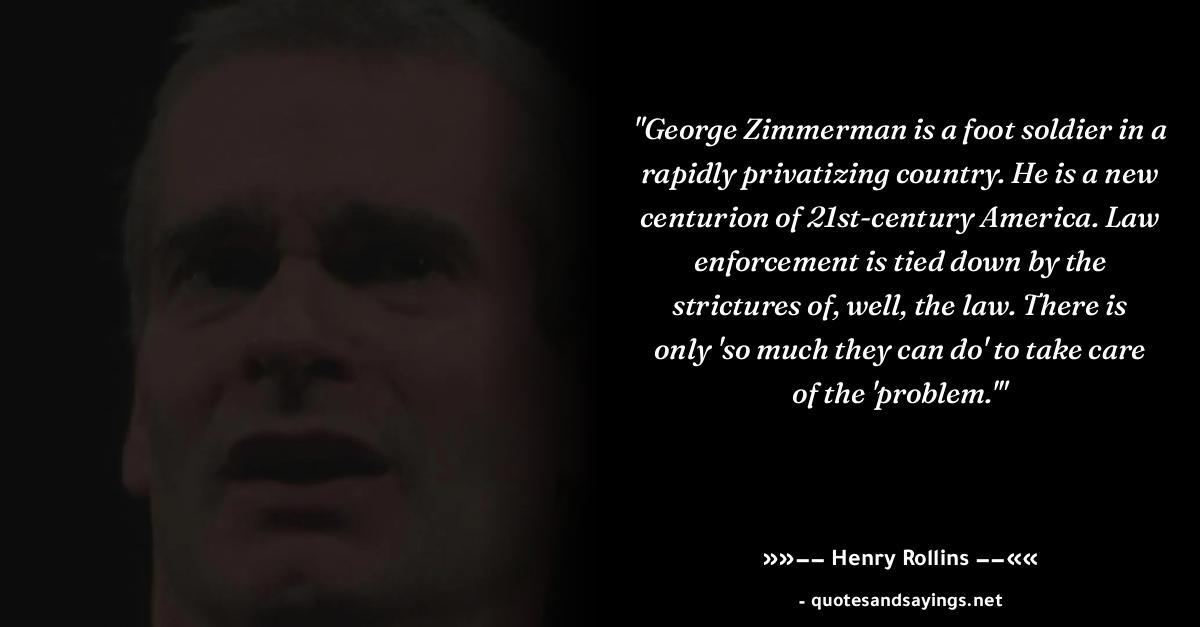 "George Zimmerman is a foot soldier in a
rapidly privatizing country. He is a new
centurion of 21st-century America. Law
enforcement is tied down by the
strictures of, well, the law. There is
only 'so much they can do' to take care
of the 'problem.'"
»»−− Henry Rollins −−««
- quotesandsayings.net